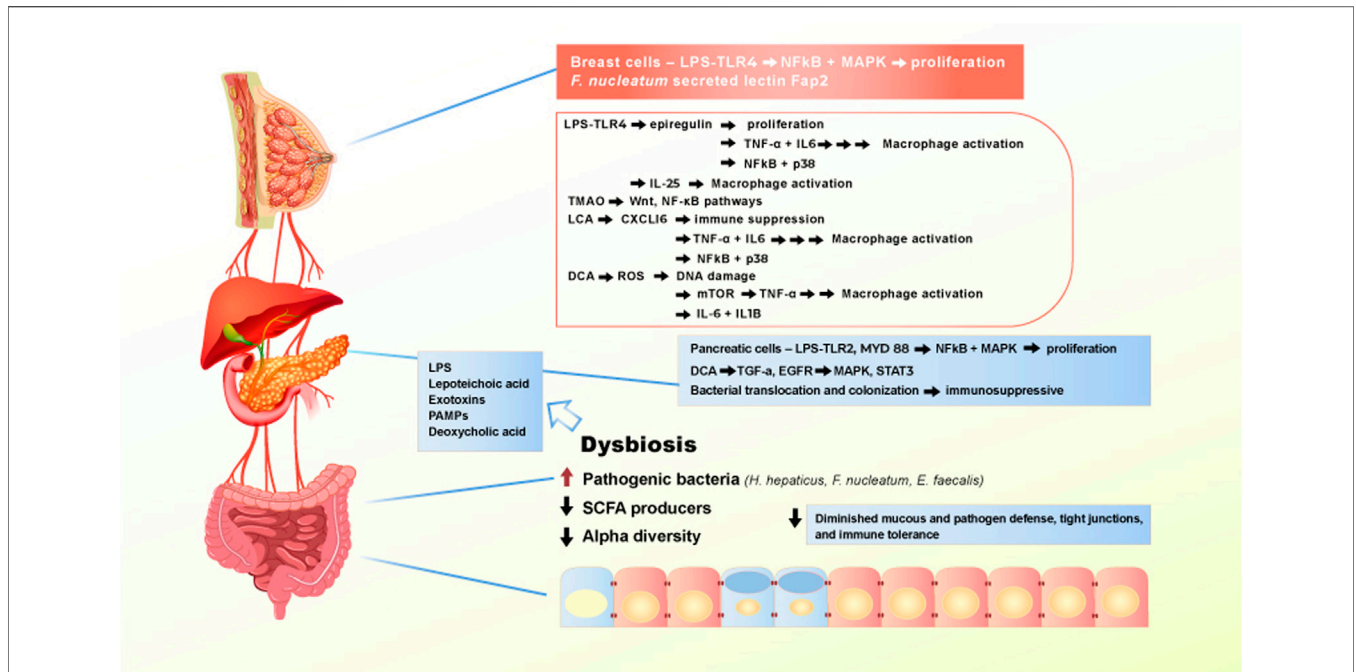 Breast cells – LPS-TLR4 ➔ NFkB + MAPK ➔ proliferation
F. nucleatum secreted lectin Fap2
LPS-TLR4 ➔ epiregulin ➔ proliferation
➔ TNF-α + IL6 ➔ ➔ ➔ Macrophage activation
➔ NFkB + p38
➔ IL-25 ➔ Macrophage activation
TMAO ➔ Wnt, NF-κB pathways
LCA ➔ CXCLI6 ➔ immune suppression
➔ TNF-α + IL6 ➔ ➔ ➔ Macrophage activation
➔ NFkB + p38
DCA ➔ ROS ➔ DNA damage
➔ mTOR ➔ TNF-α ➔ ➔ Macrophage activation
➔ IL-6 + IL1B
Pancreatic cells – LPS-TLR2, MYD 88 ➔ NFkB + MAPK ➔ proliferation
DCA ➔ TGF-a, EGFR ➔ MAPK, STAT3
Bacterial translocation and colonization ➔ immunosuppressive
LPS
Lepoteichoic acid
Exotoxins
PAMPs
Deoxycholic acid
Dysbiosis
Pathogenic bacteria (H. hepaticus, F. nucleatum, E. faecalis)
SCFA producers
Alpha diversity
Diminished mucous and pathogen defense, tight junctions,
and immune tolerance